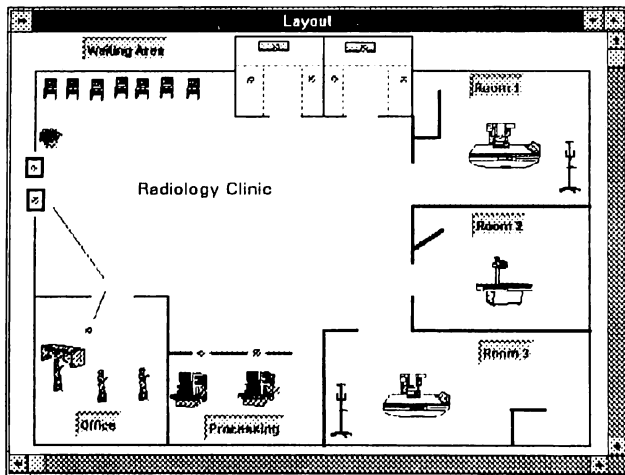 Layout
Waiting Area
Room 1
Radiology Clinic
Room 2
Room 3
Office
Processing